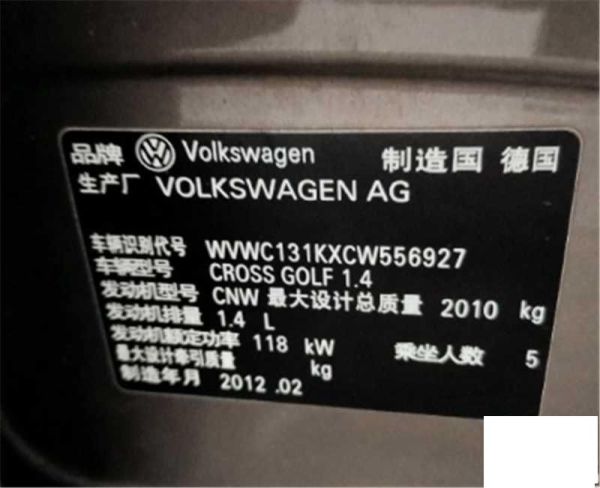 品牌 Volkswagen 制造国 德国
生产厂 VOLKSWAGEN AG
车辆识别代号 WVWC131KXCW556927
车辆型号 CROSS GOLF 1.4
发动机型号 CNW 最大设计总质量 2010 kg
发动机排量 1.4 L
发动机额定功率 118 kW 乘坐人数 5
最大设计牵引质量 kg
制造年月 2012 .02